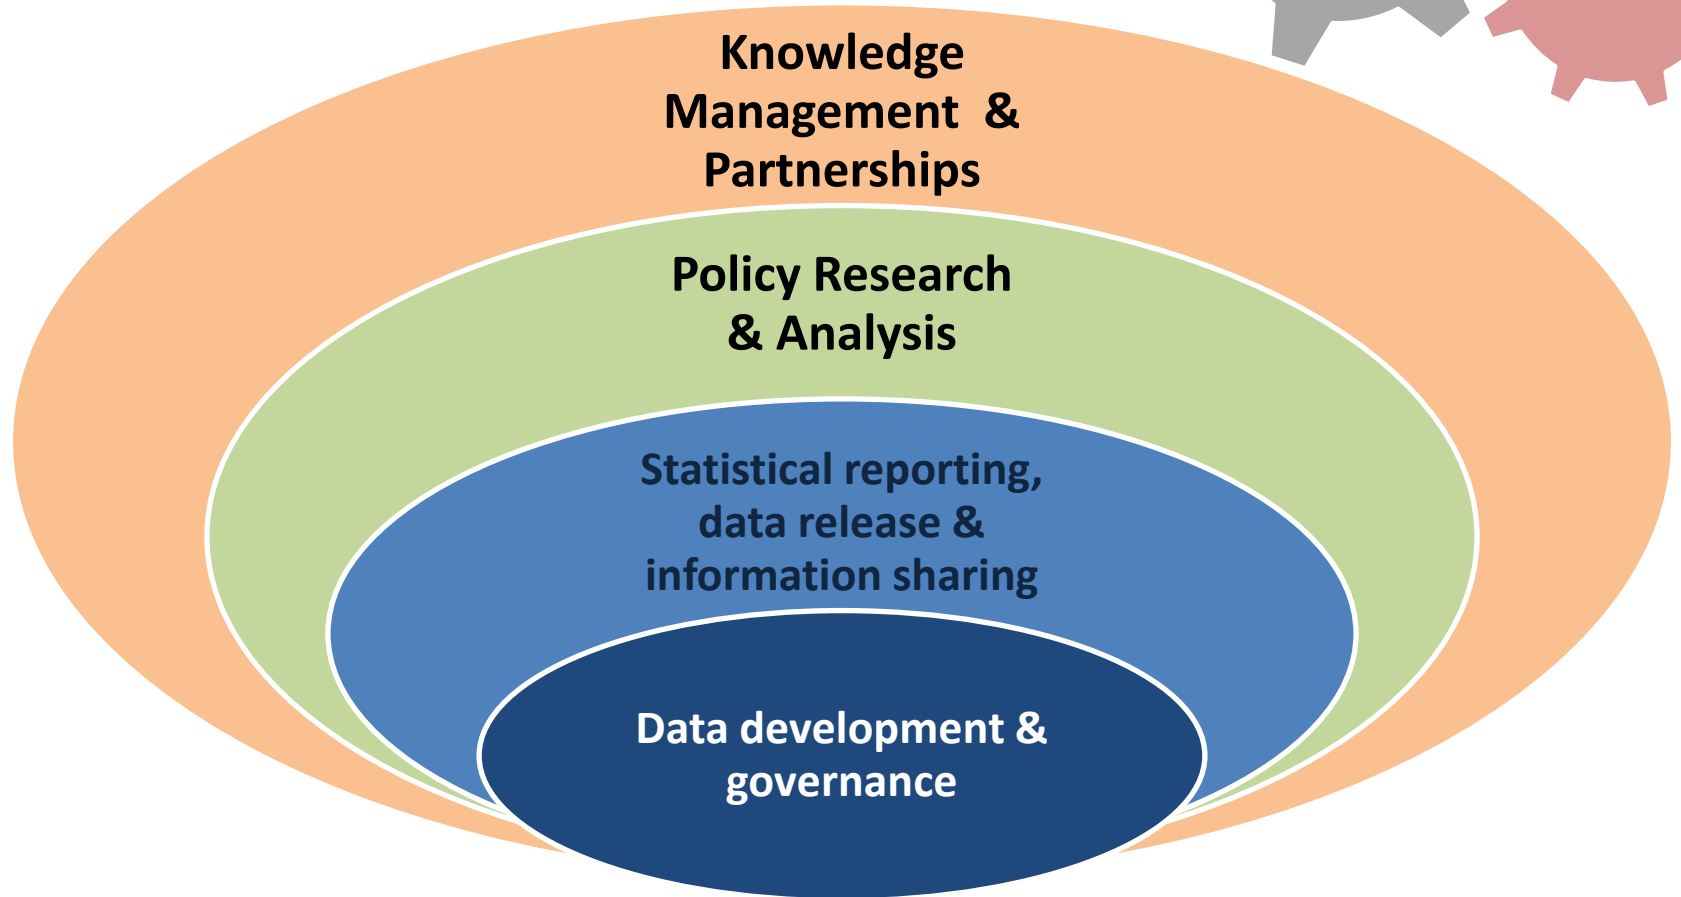 Knowledge
Management &
Partnerships
Policy Research
& Analysis
Statistical reporting,
data release &
information sharing
Data development &
governance